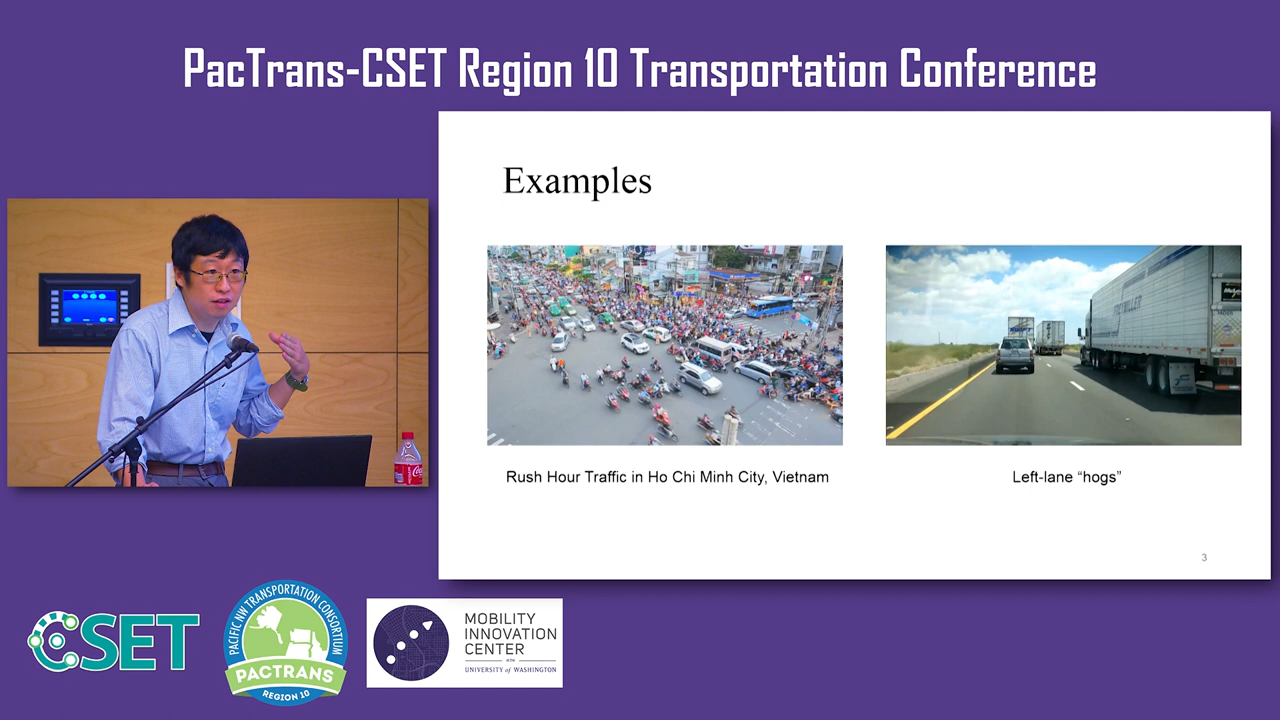 PacTrans-CSET Region 10 Transportation Conference
Examples
Rush Hour Traffic in Ho Chi Minh City, Vietnam
Left-lane “hogs”
3
CSET
PACIFIC NW TRANSPORTATION CONSORTIUM
PACTRANS
REGION 10
MOBILITY
INNOVATION
CENTER
UNIVERSITY of WASHINGTON